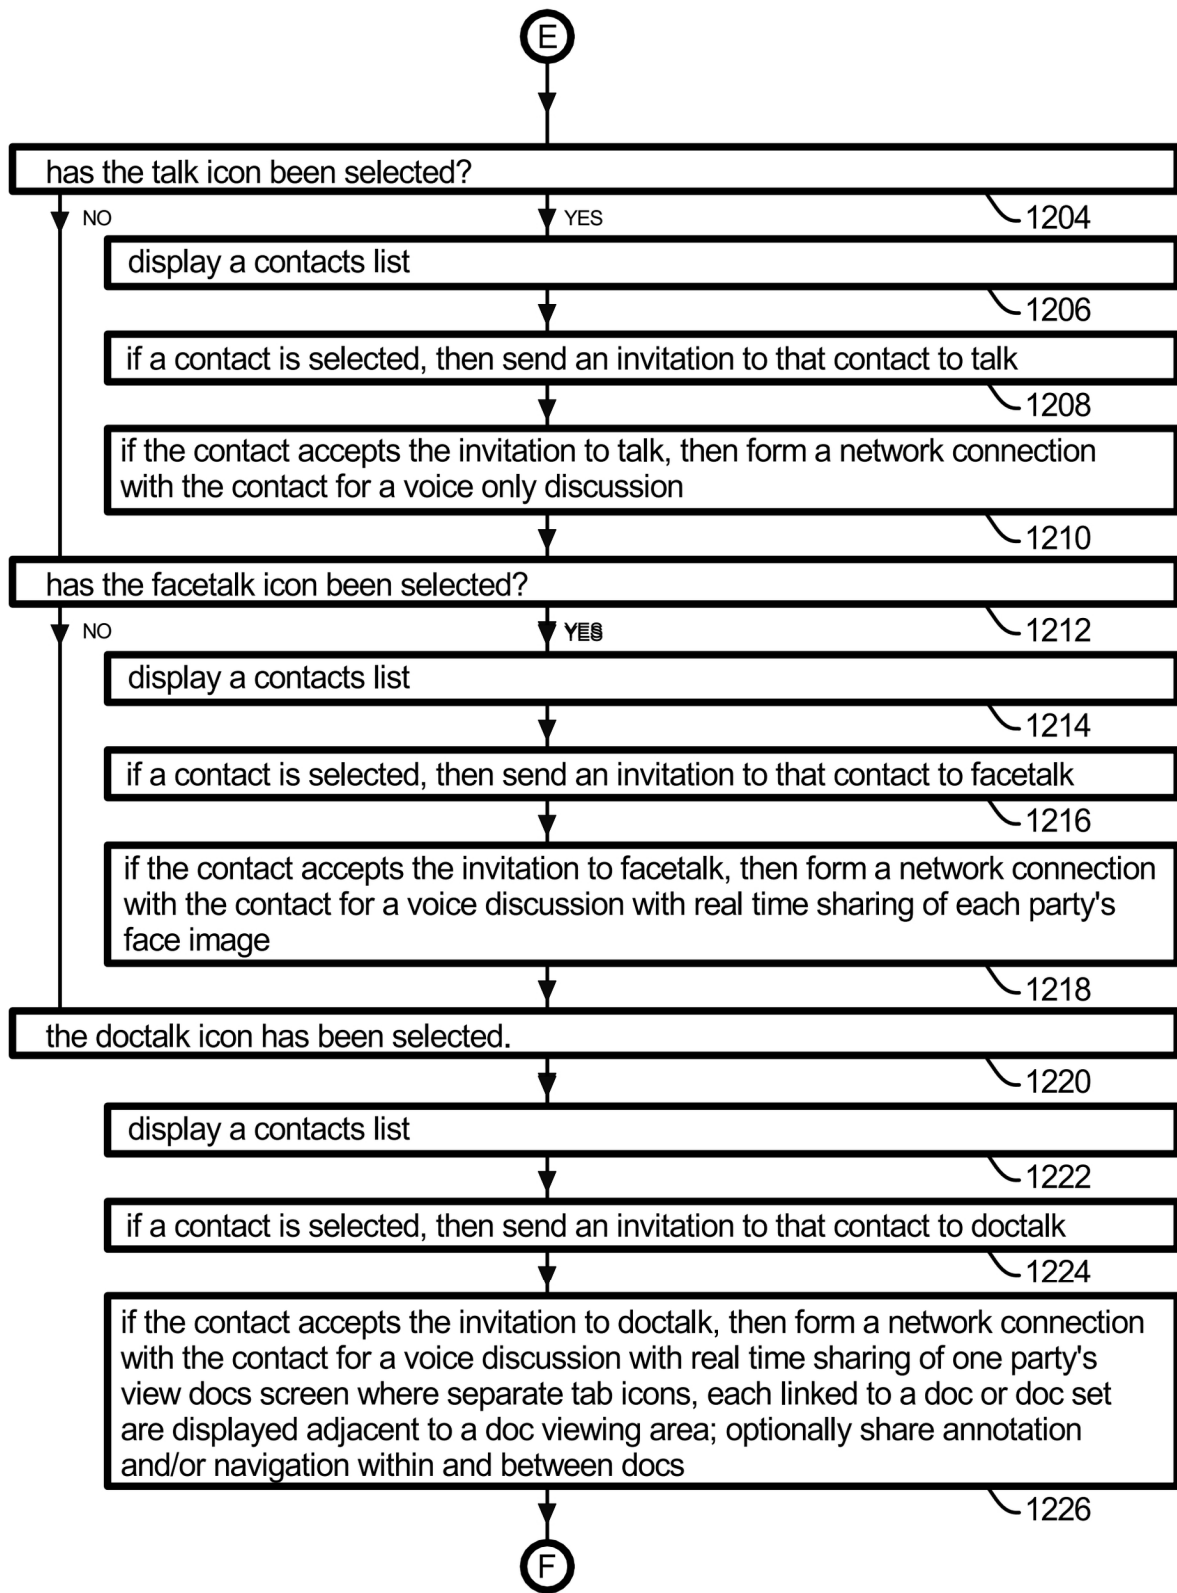 E
has the talk icon been selected?
1204
NO
YES
display a contacts list
1206
if a contact is selected, then send an invitation to that contact to talk
1208
if the contact accepts the invitation to talk, then form a network connection
with the contact for a voice only discussion
1210
has the facetalk icon been selected?
1212
NO
YES
display a contacts list
1214
if a contact is selected, then send an invitation to that contact to facetalk
1216
if the contact accepts the invitation to facetalk, then form a network connection
with the contact for a voice discussion with real time sharing of each party's
face image
1218
the doctalk icon has been selected.
1220
display a contacts list
1222
if a contact is selected, then send an invitation to that contact to doctalk
1224
if the contact accepts the invitation to doctalk, then form a network connection
with the contact for a voice discussion with real time sharing of one party's
view docs screen where separate tab icons, each linked to a doc or doc set
are displayed adjacent to a doc viewing area; optionally share annotation
and/or navigation within and between docs
1226
F